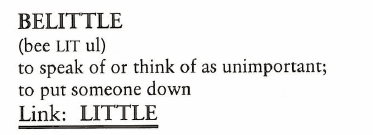 BELITTLE
(bee LIT ul)
to speak of or think of as unimportant;
to put someone down
Link: LITTLE